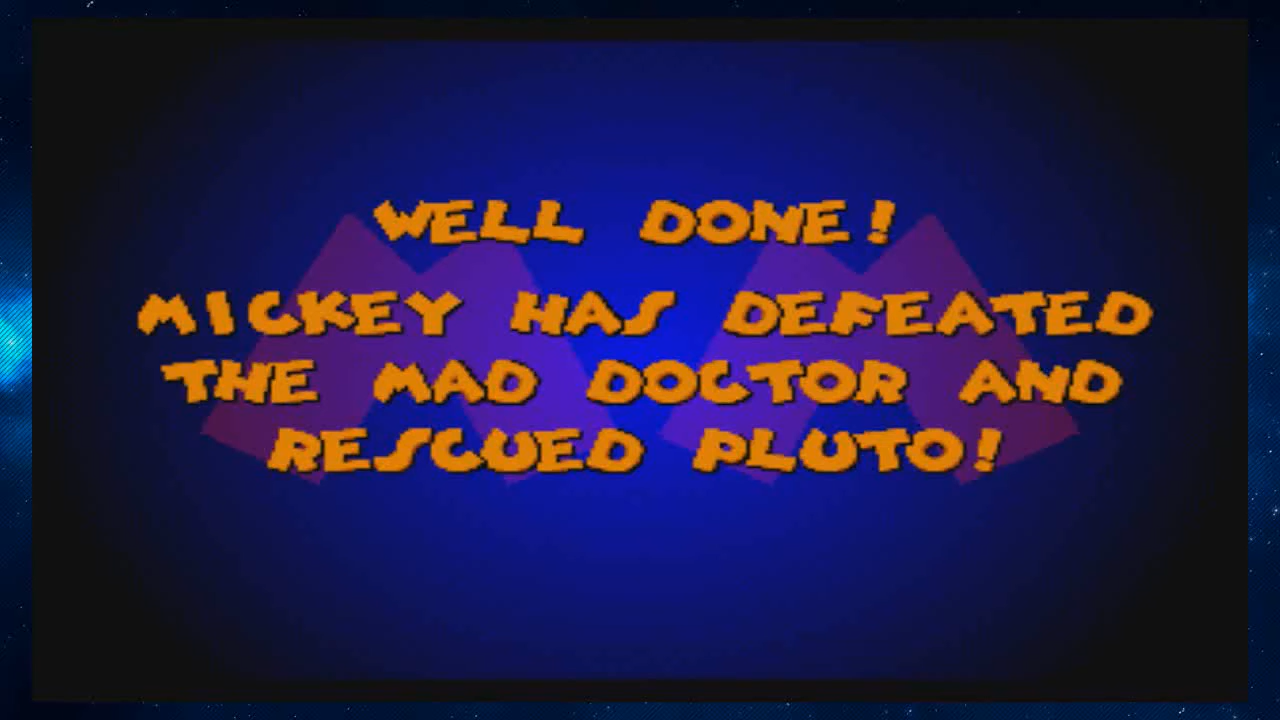 WELL DONE!
MICKEY HAS DEFEATED
THE MAD DOCTOR AND
RESCUED PLUTO!